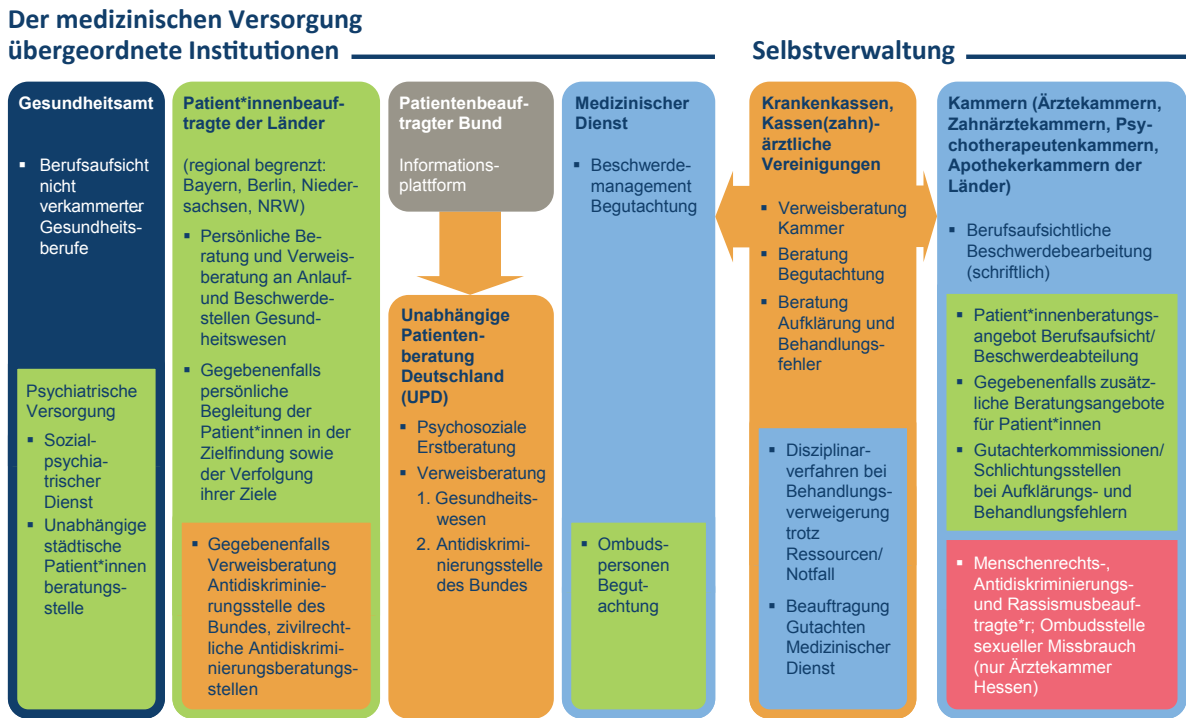 Der medizinischen Versorgung
übergeordnete Institutionen
Selbstverwaltung
Gesundheitsamt
▪ Berufsaufsicht
nicht
verkammerter
Gesundheits-
berufe
Psychiatrische
Versorgung
▪ Sozial-
psychia-
trischer
Dienst
▪ Unabhängige
städtische
Patient*innen
beratungs-
stelle
Patient*innenbeauf-
tragte der Länder
(regional begrenzt:
Bayern, Berlin, Nieder-
sachsen, NRW)
▪ Persönliche Be-
ratung und Verweis-
beratung an Anlauf-
und Beschwerde-
stellen Gesund-
heitswesen
▪ Gegebenenfalls
persönliche
Begleitung der
Patient*innen in der
Zielfindung sowie
der Verfolgung
ihrer Ziele
▪ Gegebenenfalls
Verweisberatung
Antidiskriminie-
rungsstelle des
Bundes, zivilrecht-
liche Antidiskrimi-
nierungsberatungs-
stellen
Patientenbeauf-
tragter Bund
Informations-
plattform
Unabhängige
Patienten-
beratung
Deutschland
(UPD)
▪ Psychosoziale
Erstberatung
▪ Verweisberatung
1. Gesundheits-
wesen
2. Antidiskrimi-
nierungsstelle
des Bundes
Medizinischer
Dienst
▪ Beschwerde-
management
Begutachtung
▪ Ombuds-
personen
Begut-
achtung
Krankenkassen,
Kassen(zahn)-
ärztliche
Vereinigungen
▪ Verweisberatung
Kammer
▪ Beratung
Begutachtung
▪ Beratung
Aufklärung und
Behandlungs-
fehler
▪ Disziplinar-
verfahren bei
Behandlungs-
verweigerung
trotz
Ressourcen/
Notfall
▪ Beauftragung
Gutachten
Medizinischer
Dienst
Kammern (Ärztekammern,
Zahnärztekammern, Psy-
chotherapeutenkammern,
Apothekerkammern der
Länder)
▪ Berufsaufsichtliche
Beschwerdebearbeitung
(schriftlich)
▪ Patient*innenberatungs-
angebot Berufsaufsicht/
Beschwerdeabteilung
▪ Gegebenenfalls zusätz-
liche Beratungsangebote
für Patient*innen
▪ Gutachterkommissionen/
Schlichtungsstellen
bei Aufklärungs- und
Behandlungsfehlern
▪ Menschenrechts-,
Antidiskriminierungs-
und Rassismusbeauf-
tragte*r; Ombudsstelle
sexueller Missbrauch
(nur Ärztekammer
Hessen)